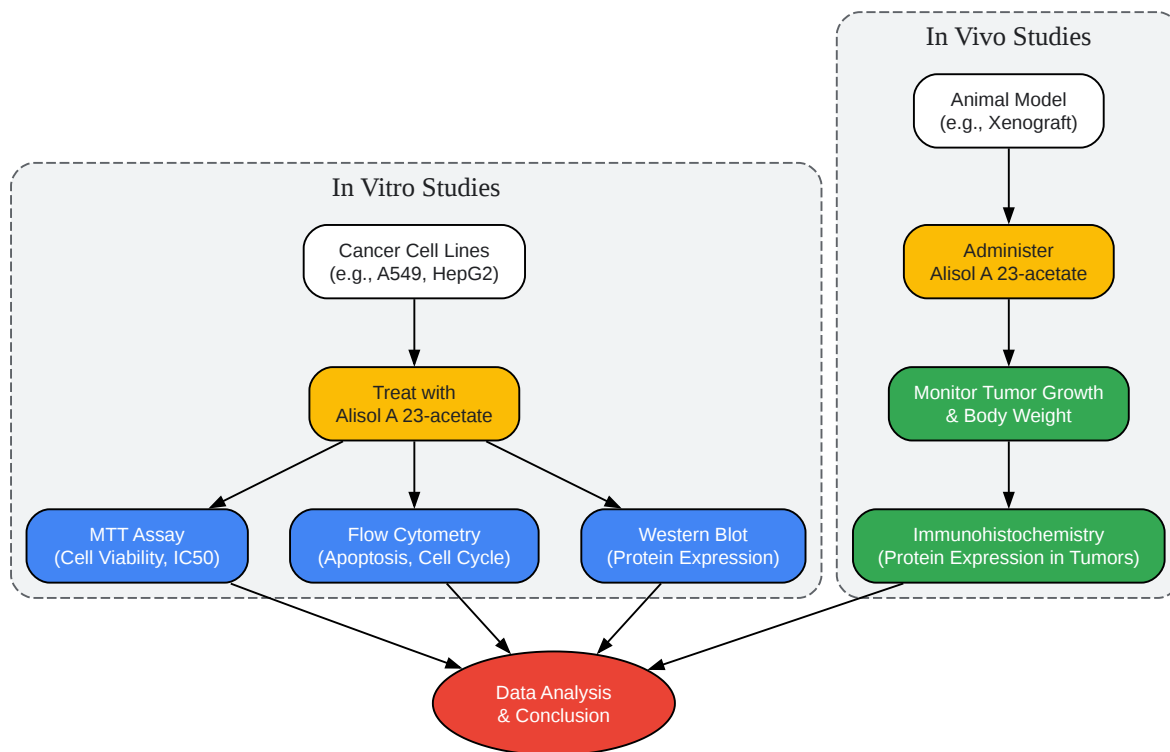 In Vitro Studies
Cancer Cell Lines
(e.g., A549, HepG2)
Treat with
Alisol A 23-acetate
MTT Assay
(Cell Viability, IC50)
Flow Cytometry
(Apoptosis, Cell Cycle)
Western Blot
(Protein Expression)
In Vivo Studies
Animal Model
(e.g., Xenograft)
Administer
Alisol A 23-acetate
Monitor Tumor Growth
& Body Weight
Immunohistochemistry
(Protein Expression in Tumors)
Data Analysis
& Conclusion